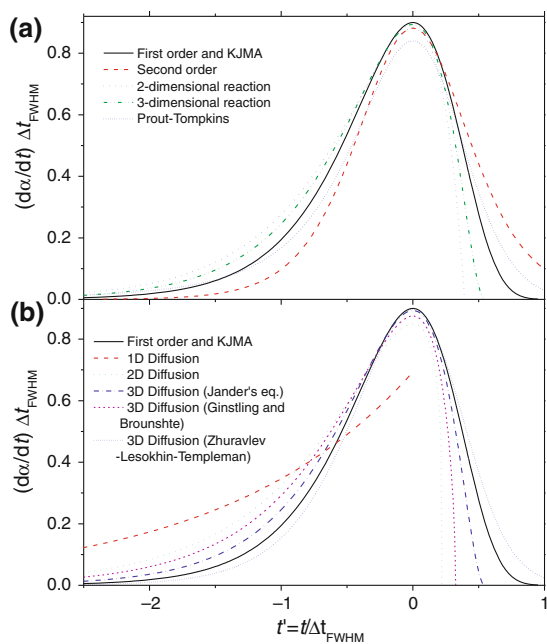 (a)
0.8
0.6
0.4
0.2
0.0
(dα/dt) Δt_FWHM
First order and KJMA
Second order
2-dimensional reaction
3-dimensional reaction
Prout-Tompkins
(b)
0.8
0.6
0.4
0.2
0.0
(dα/dt) Δt_FWHM
First order and KJMA
1D Diffusion
2D Diffusion
3D Diffusion (Jander's eq.)
3D Diffusion (Ginstling and
Brounshte)
3D Diffusion (Zhuravlev
-Lesokhin-Templeman)
−2
−1
0
1
t'=t/Δt_FWHM